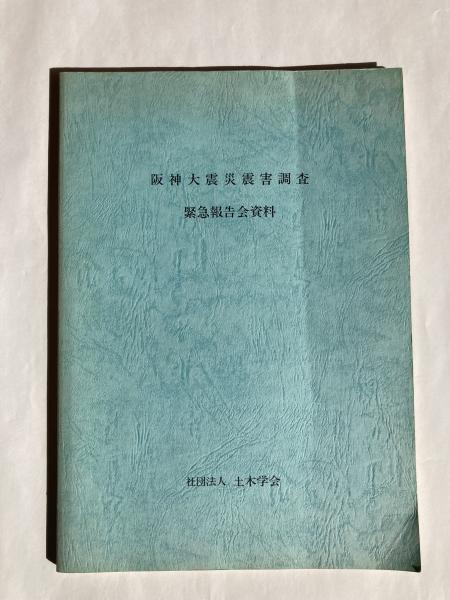 阪神大震災震害調査
緊急報告会資料
社団法人 土木学会